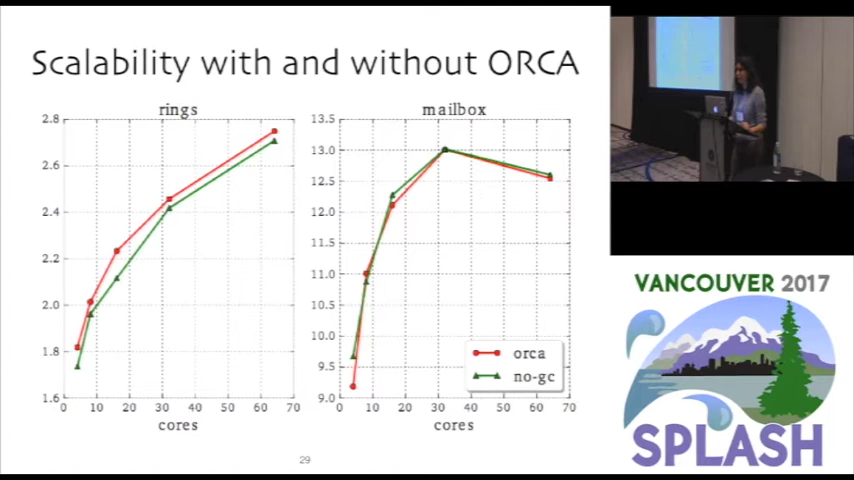 Scalability with and without ORCA
rings
2.8
2.6
2.4
2.2
2.0
1.8
1.6
0 10 20 30 40 50 60 70
cores
mailbox
13.5
13.0
12.5
12.0
11.5
11.0
10.5
10.0
9.5
9.0
0 10 20 30 40 50 60 70
cores
orca
no-gc
29
VANCOUVER 2017
SPLASH